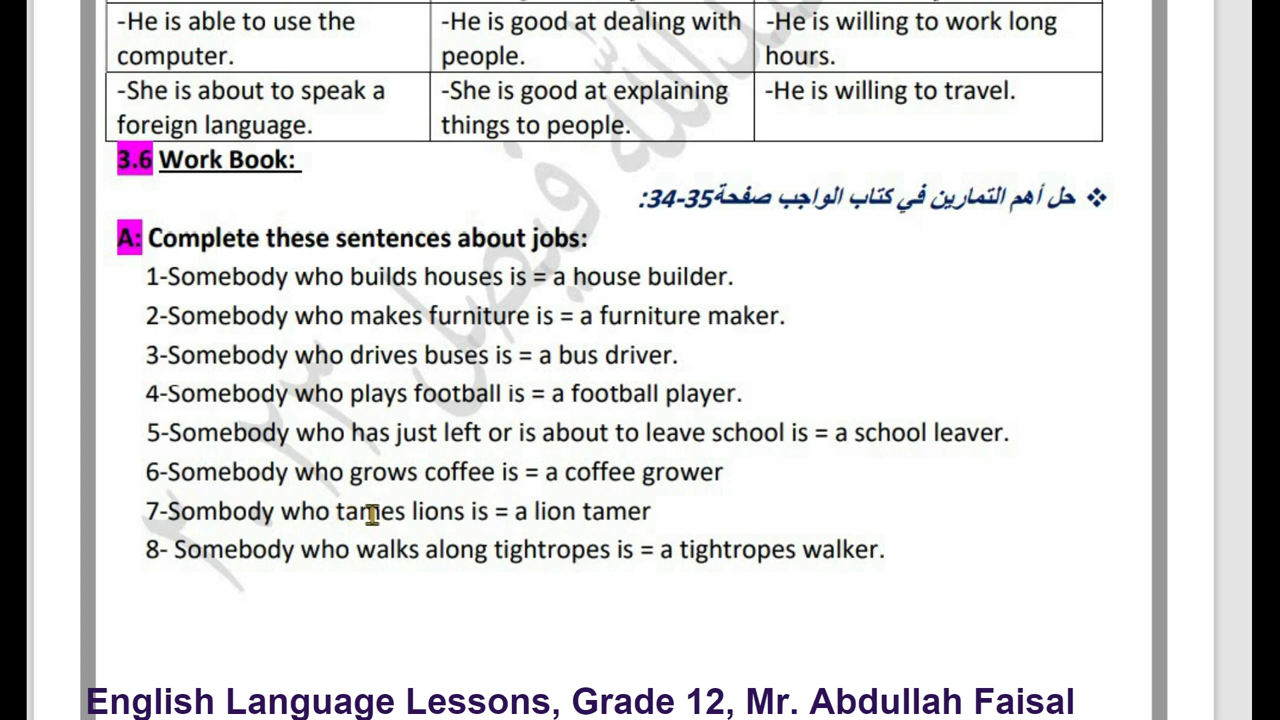 -He is able to use the -He is good at dealing with -He is willing to work long
computer. people. hours.
-She is about to speak a -She is good at explaining -He is willing to travel.
foreign language. things to people.
3.6 Work Book:
❖ حل أهم التمارين في كتاب الواجب صفحة34-35:
A: Complete these sentences about jobs:
1-Somebody who builds houses is = a house builder.
2-Somebody who makes furniture is = a furniture maker.
3-Somebody who drives buses is = a bus driver.
4-Somebody who plays football is = a football player.
5-Somebody who has just left or is about to leave school is = a school leaver.
6-Somebody who grows coffee is = a coffee grower
7-Sombody who tames lions is = a lion tamer
8- Somebody who walks along tightropes is = a tightropes walker.
English Language Lessons, Grade 12, Mr. Abdullah Faisal